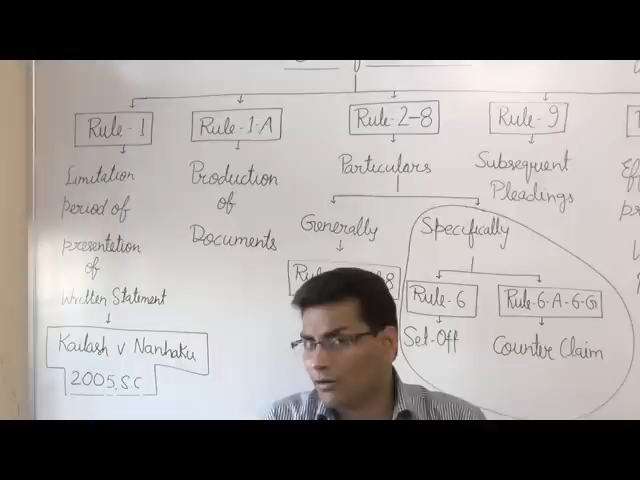 Rule-1
Rule-1-A
Rule-2-8
Rule-9
Limitation
period of
presentetion
of
Written Statement
Kailash v Nanhaku
2005, S.C
Production
of
Documents
Particulars
Generally
Specifically
Rule-6
Set-Off
Rule-6-A-6-G
Counter Claim
Subsequent
Pleadings